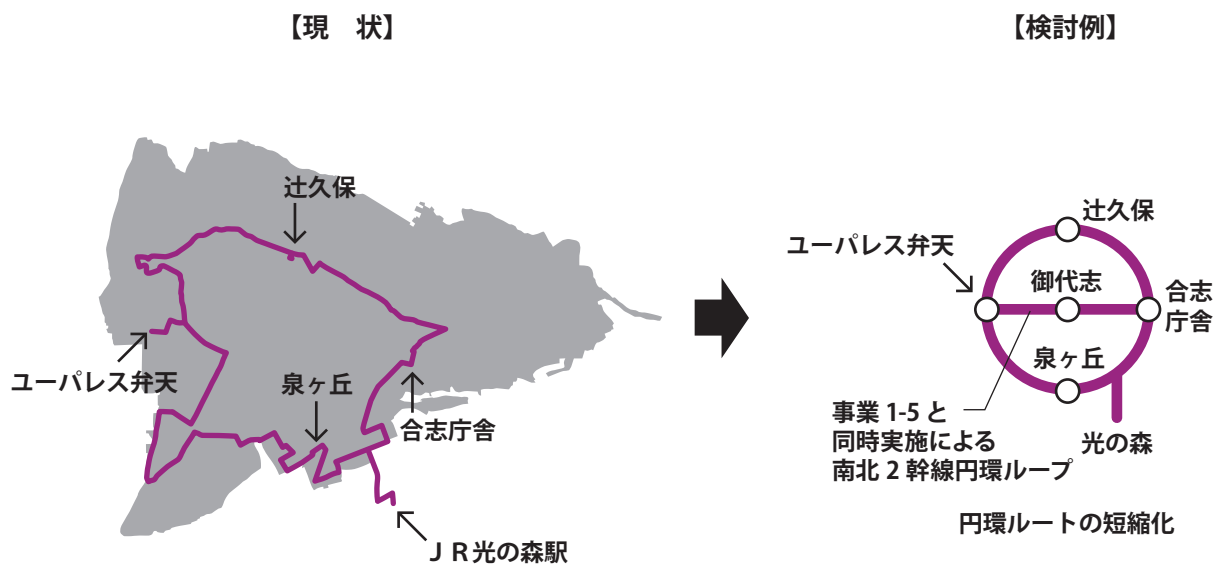 【現　状】
辻久保
ユーパレス弁天
泉ヶ丘
合志庁舎
ＪＲ光の森駅
【検討例】
辻久保
ユーパレス弁天
御代志
合志
庁舎
泉ヶ丘
事業 1-5 と
同時実施による
南北 2 幹線円環ループ
光の森
円環ルートの短縮化